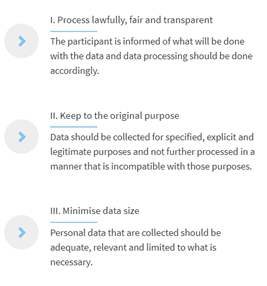 I. Process lawfully, fair and transparent
The participant is informed of what will be done
with the data and data processing should be done
accordingly.
II. Keep to the original purpose
Data should be collected for specified, explicit and
legitimate purposes and not further processed in a
manner that is incompatible with those purposes.
III. Minimise data size
Personal data that are collected should be
adequate, relevant and limited to what is
necessary.